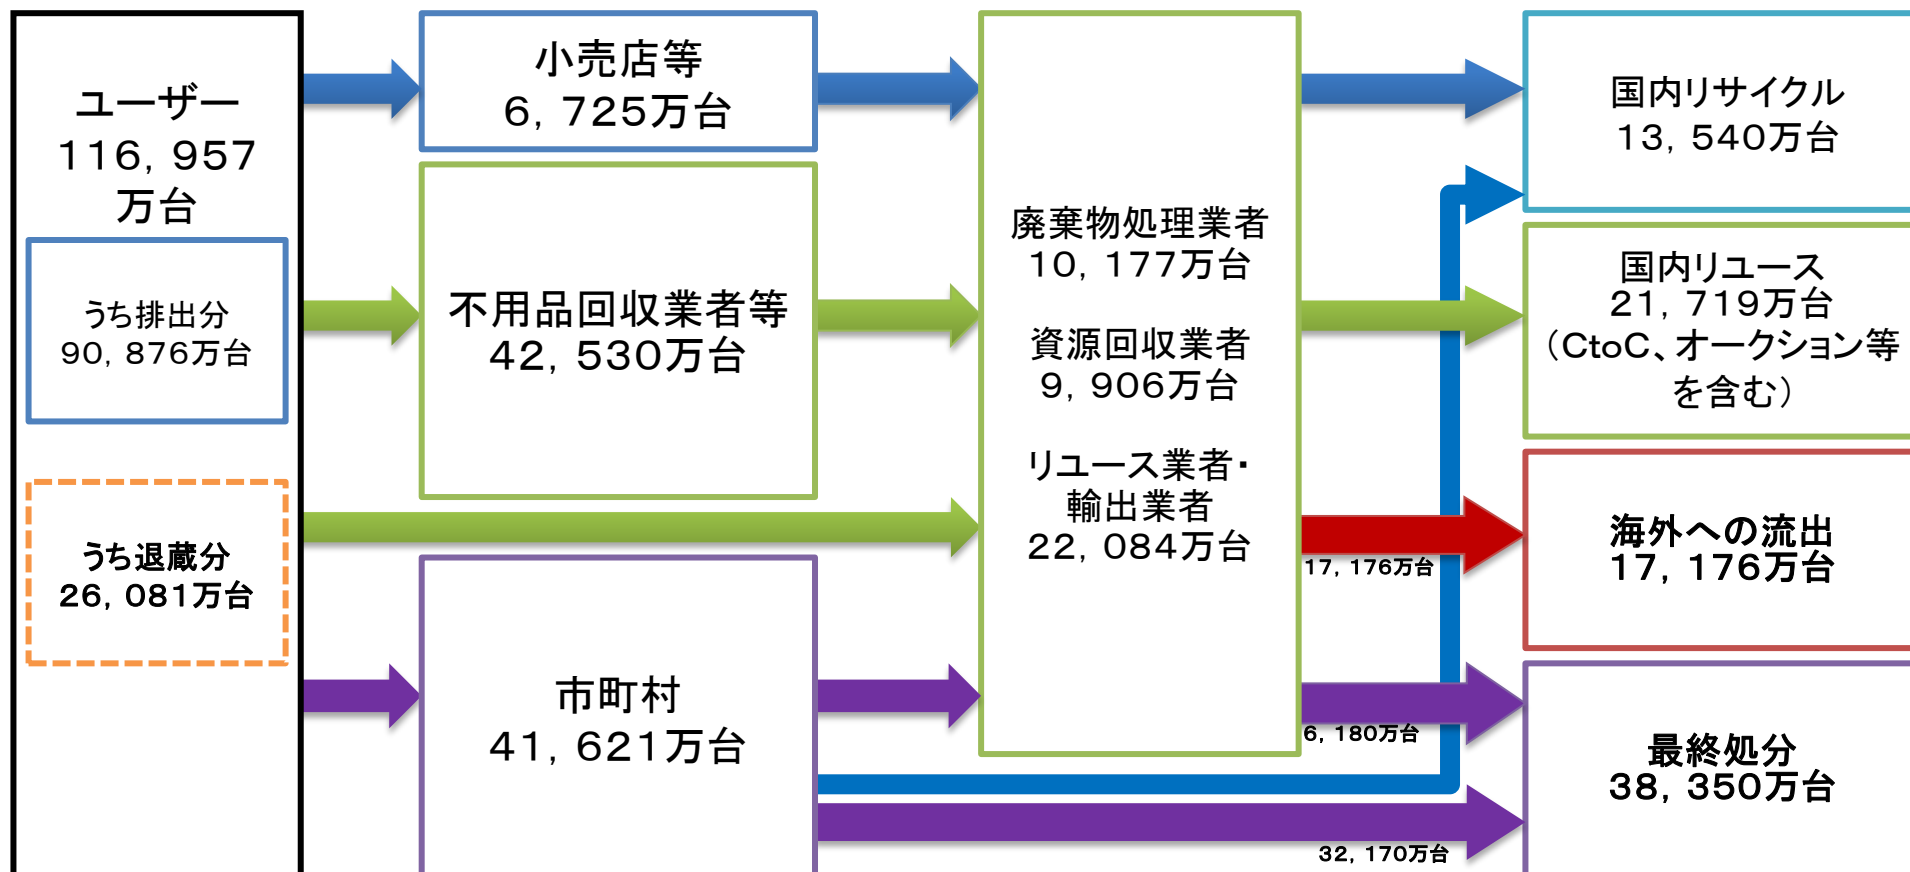 ユーザー
116,957
万台
うち排出分
90,876万台
うち退蔵分
26,081万台
小売店等
6,725万台
不用品回収業者等
42,530万台
市町村
41,621万台
廃棄物処理業者
10,177万台
資源回収業者
9,906万台
リユース業者・
輸出業者
22,084万台
17,176万台
6,180万台
32,170万台
国内リサイクル
13,540万台
国内リユース
21,719万台
（CtoC、オークション等
を含む）
海外への流出
17,176万台
最終処分
38,350万台